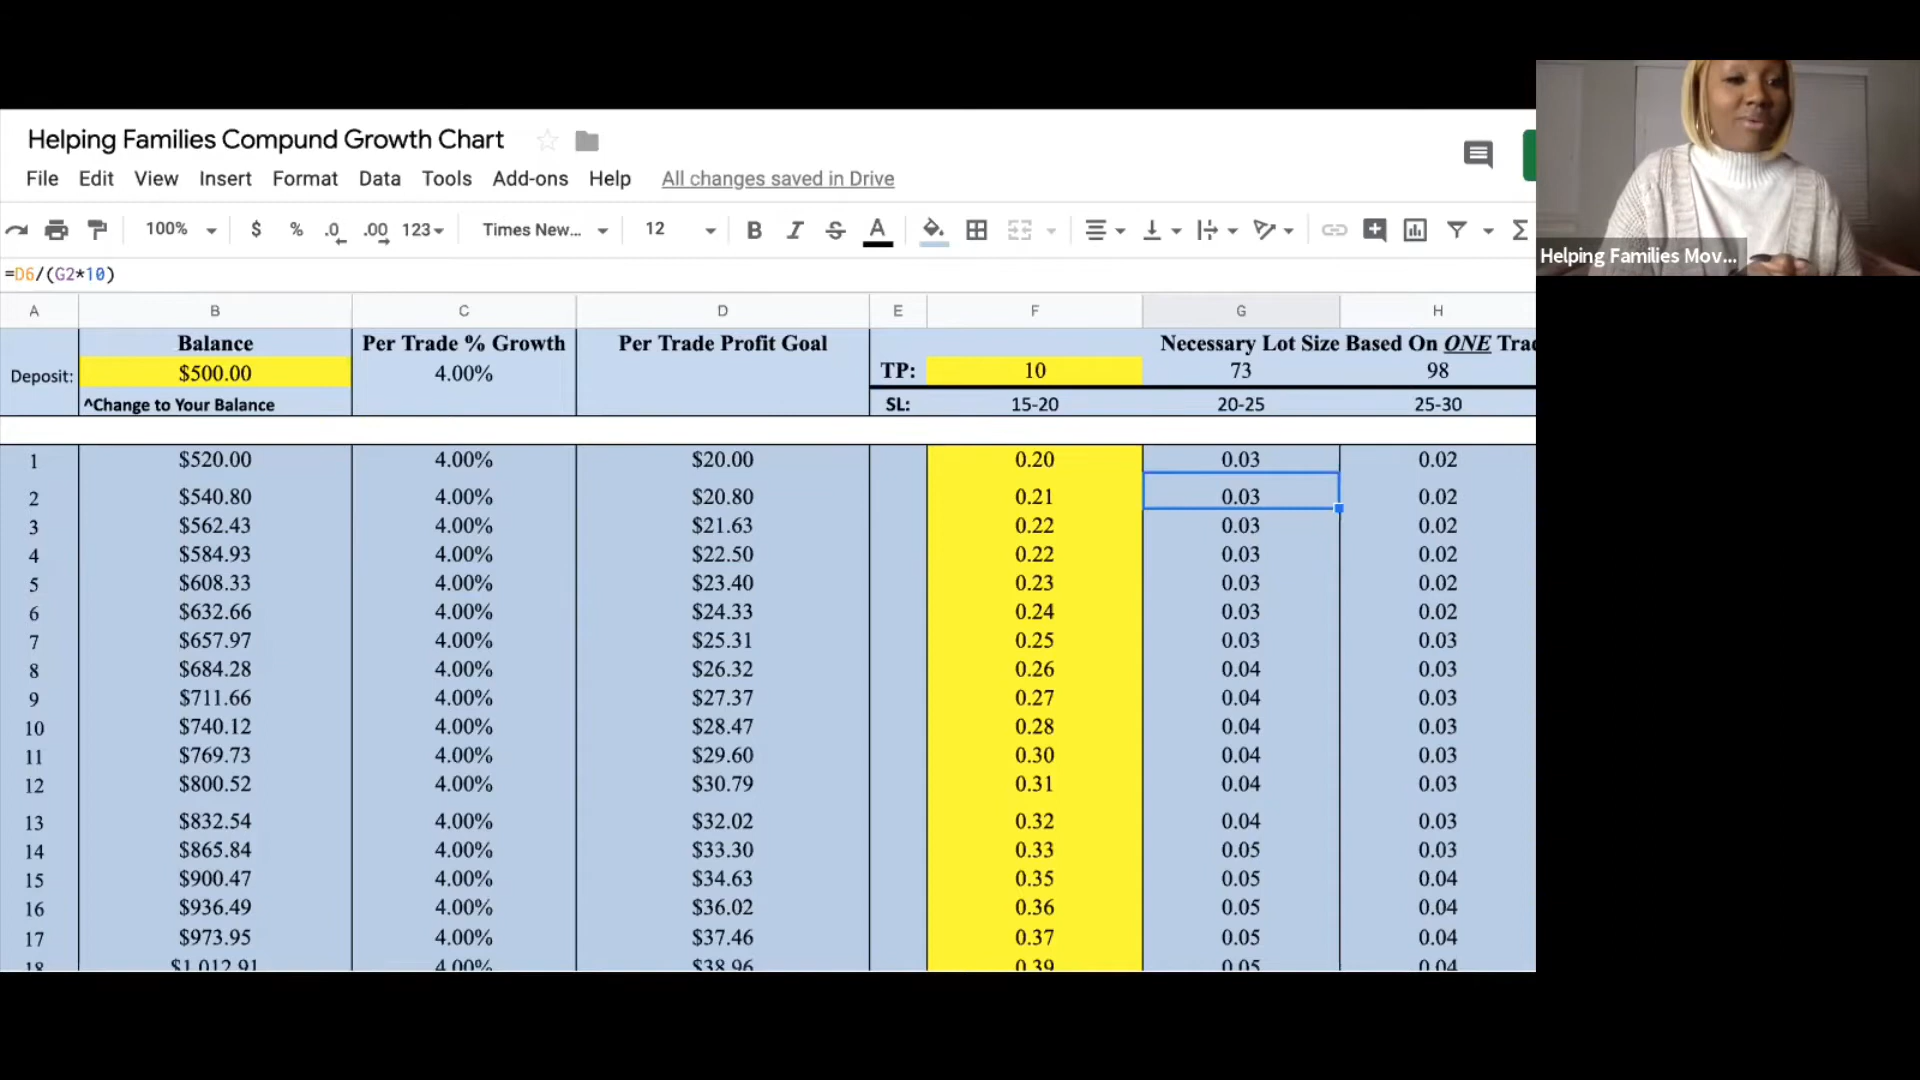 Helping Families Compund Growth Chart
File Edit View Insert Format Data Tools Add-ons Help All changes saved in Drive
100% $ % .0 .00 123 Times New... 12 B I S A Σ
=D6/(G2*10)
A B C D E F G H
Balance Per Trade % Growth Per Trade Profit Goal Necessary Lot Size Based On ONE Trad
Deposit: $500.00 4.00% TP: 10 73 98
^Change to Your Balance SL: 15-20 20-25 25-30
1 $520.00 4.00% $20.00 0.20 0.03 0.02
2 $540.80 4.00% $20.80 0.21 0.03 0.02
3 $562.43 4.00% $21.63 0.22 0.03 0.02
4 $584.93 4.00% $22.50 0.22 0.03 0.02
5 $608.33 4.00% $23.40 0.23 0.03 0.02
6 $632.66 4.00% $24.33 0.24 0.03 0.02
7 $657.97 4.00% $25.31 0.25 0.03 0.03
8 $684.28 4.00% $26.32 0.26 0.04 0.03
9 $711.66 4.00% $27.37 0.27 0.04 0.03
10 $740.12 4.00% $28.47 0.28 0.04 0.03
11 $769.73 4.00% $29.60 0.30 0.04 0.03
12 $800.52 4.00% $30.79 0.31 0.04 0.03
13 $832.54 4.00% $32.02 0.32 0.04 0.03
14 $865.84 4.00% $33.30 0.33 0.05 0.03
15 $900.47 4.00% $34.63 0.35 0.05 0.04
16 $936.49 4.00% $36.02 0.36 0.05 0.04
17 $973.95 4.00% $37.46 0.37 0.05 0.04
18 $1,012.91 4.00% $38.96 0.39 0.05 0.04
Helping Families Mov...